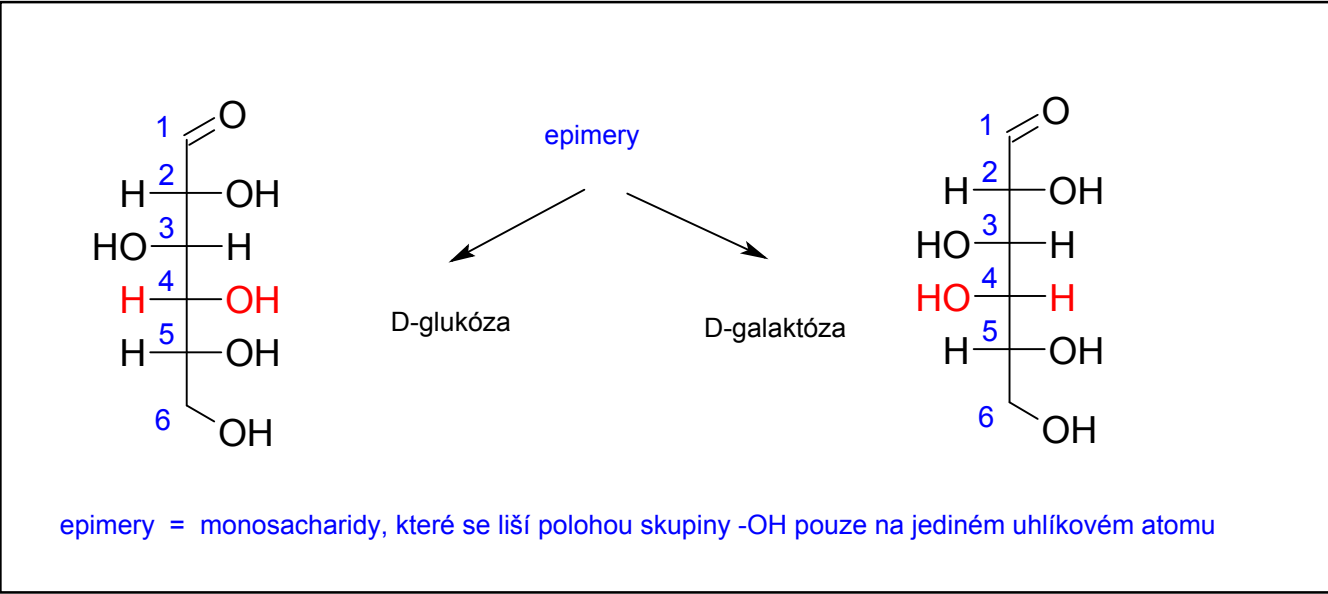 epimery
1 O
2 H OH
3 HO H
4 H OH
5 H OH
6 OH
D-glukóza
D-galaktóza
1 O
2 H OH
3 HO H
4 HO H
5 H OH
6 OH
epimery = monosacharidy, které se liší polohou skupiny -OH pouze na jediném uhlíkovém atomu